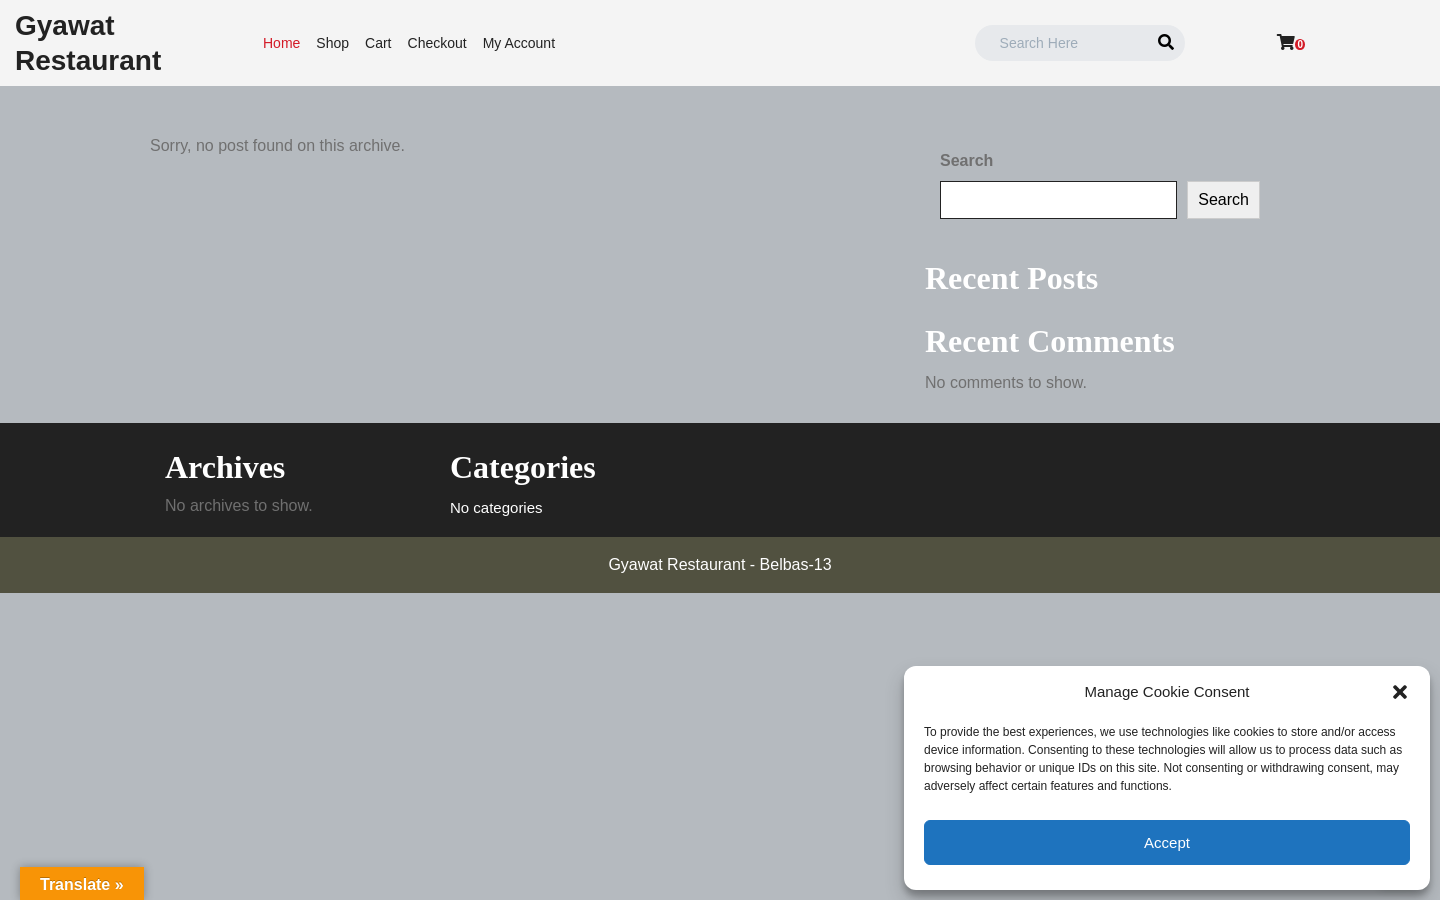 Gyawat
Restaurant
Home Shop Cart Checkout My Account
Search Here
0
Sorry, no post found on this archive.
Search
Search
Recent Posts
Recent Comments
No comments to show.
Archives
No archives to show.
Categories
No categories
Gyawat Restaurant - Belbas-13
Manage Cookie Consent
To provide the best experiences, we use technologies like cookies to store and/or access
device information. Consenting to these technologies will allow us to process data such as
browsing behavior or unique IDs on this site. Not consenting or withdrawing consent, may
adversely affect certain features and functions.
Accept
Translate »